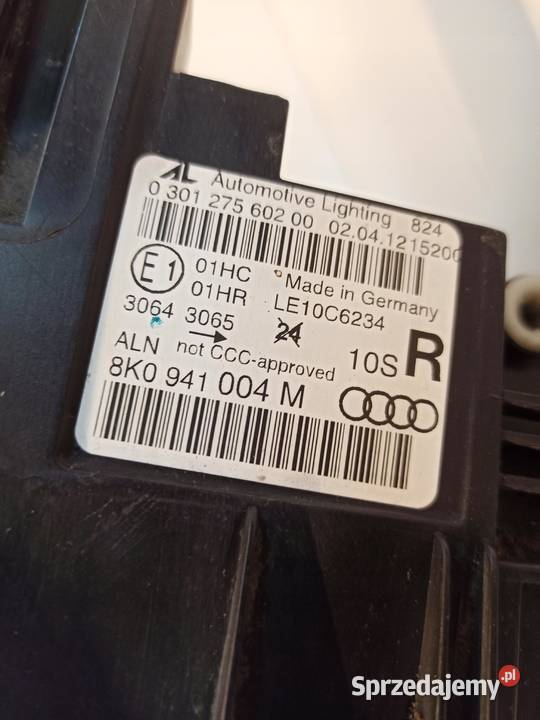 AL Automotive Lighting 824
0 301 275 602 00 02.04.1215200
E1 01HC Made in Germany
01HR LE10C6234
3064 3065 24
ALN not CCC-approved 10S R
8K0 941 004 M
Sprzedajemy.pl